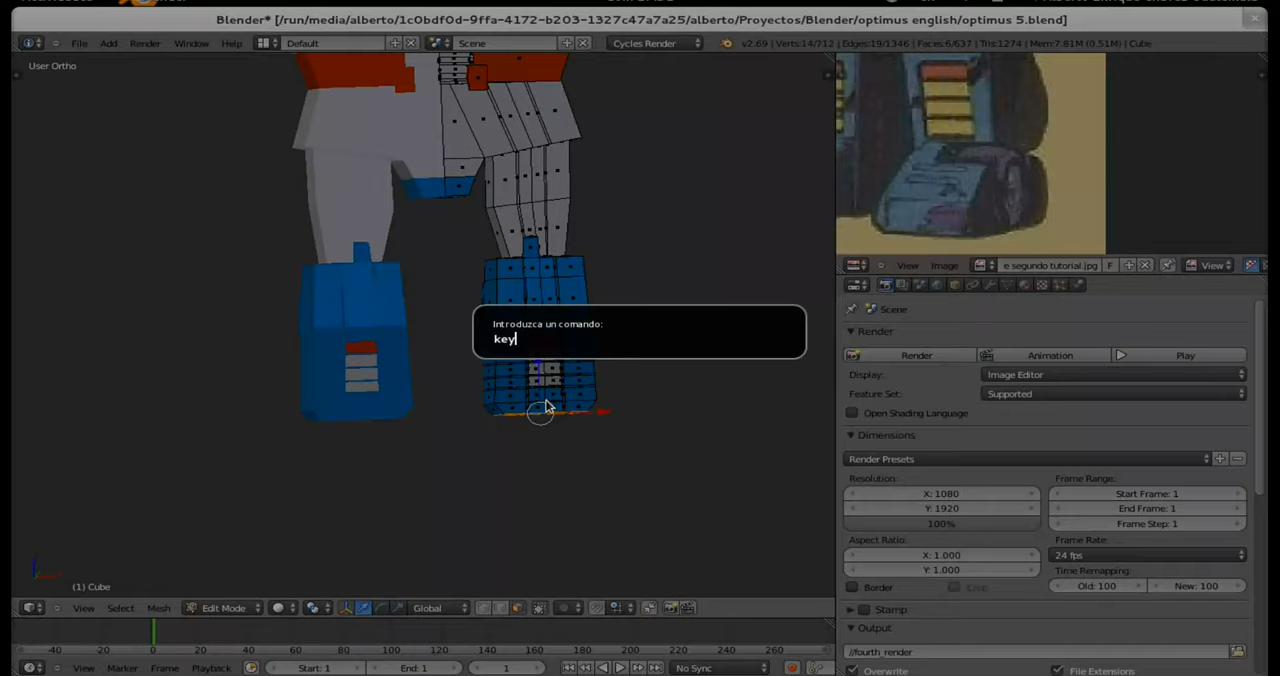 Blender* [/run/media/alberto/1c0bdf0d-9ffa-4172-b203-1327c47a7a25/alberto/Proyectos/Blender/optimus english/optimus 5.blend]
File Add Render Window Help Default Scene Cycles Render v2.69 | Verts:14/712 | Edges:19/1346 | Faces:6/637 | Tris:1274 | Mem:7.81M (0.51M) | Cube
User Ortho
Introduzca un comando:
key
(1) Cube
View Select Mesh Edit Mode Global
-40 -20 0 20 40 60 80 100 120 140 160 180 200 220 240 260
View Marker Frame Playback Start: 1 End: 1 1 No Sync
View Image e segundo tutorial.jpg F View
Scene
Render
Render Animation Play
Display: Image Editor
Feature Set: Supported
Open Shading Language
Dimensions
Render Presets
Resolution: Frame Range:
X: 1080 Start Frame: 1
Y: 1920 End Frame: 1
100% Frame Step: 1
Aspect Ratio: Frame Rate:
X: 1.000 24 fps
Y: 1.000 Time Remapping:
Border Crop Old: 100 New: 100
Stamp
Output
//fourth_render
Overwrite File Extensions